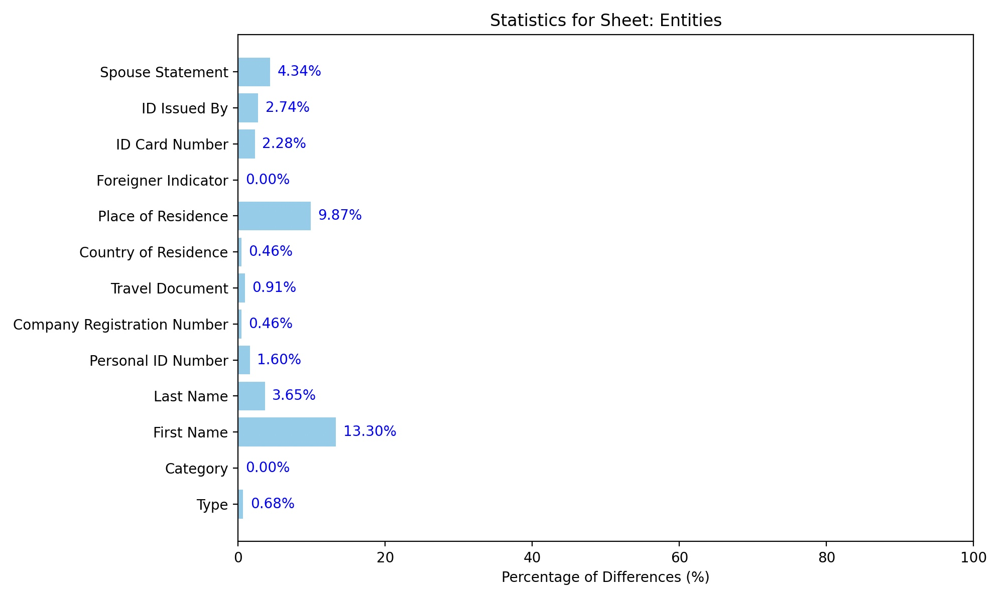 Statistics for Sheet: Entities
Spouse Statement 4.34%
ID Issued By 2.74%
ID Card Number 2.28%
Foreigner Indicator 0.00%
Place of Residence 9.87%
Country of Residence 0.46%
Travel Document 0.91%
Company Registration Number 0.46%
Personal ID Number 1.60%
Last Name 3.65%
First Name 13.30%
Category 0.00%
Type 0.68%
0 20 40 60 80 100
Percentage of Differences (%)